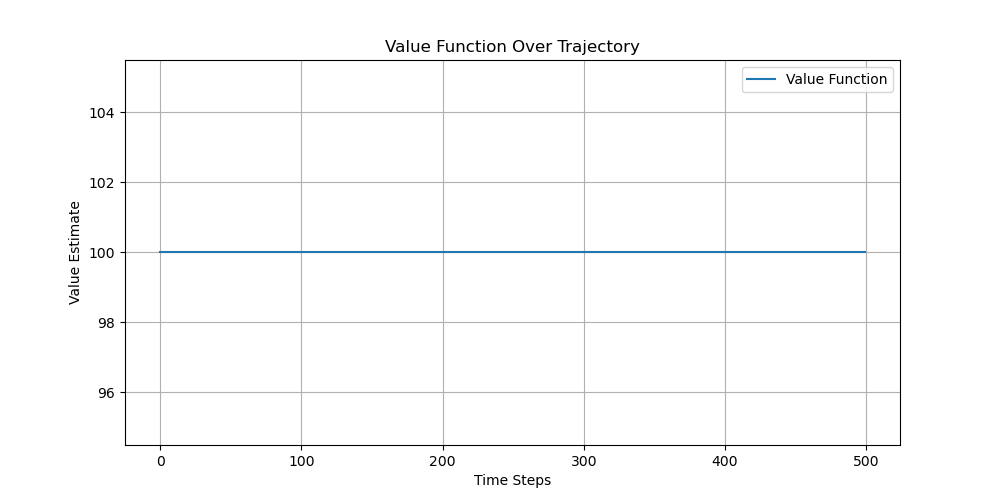 Value Function Over Trajectory
Value Function
104
102
100
98
96
Value Estimate
0 100 200 300 400 500
Time Steps